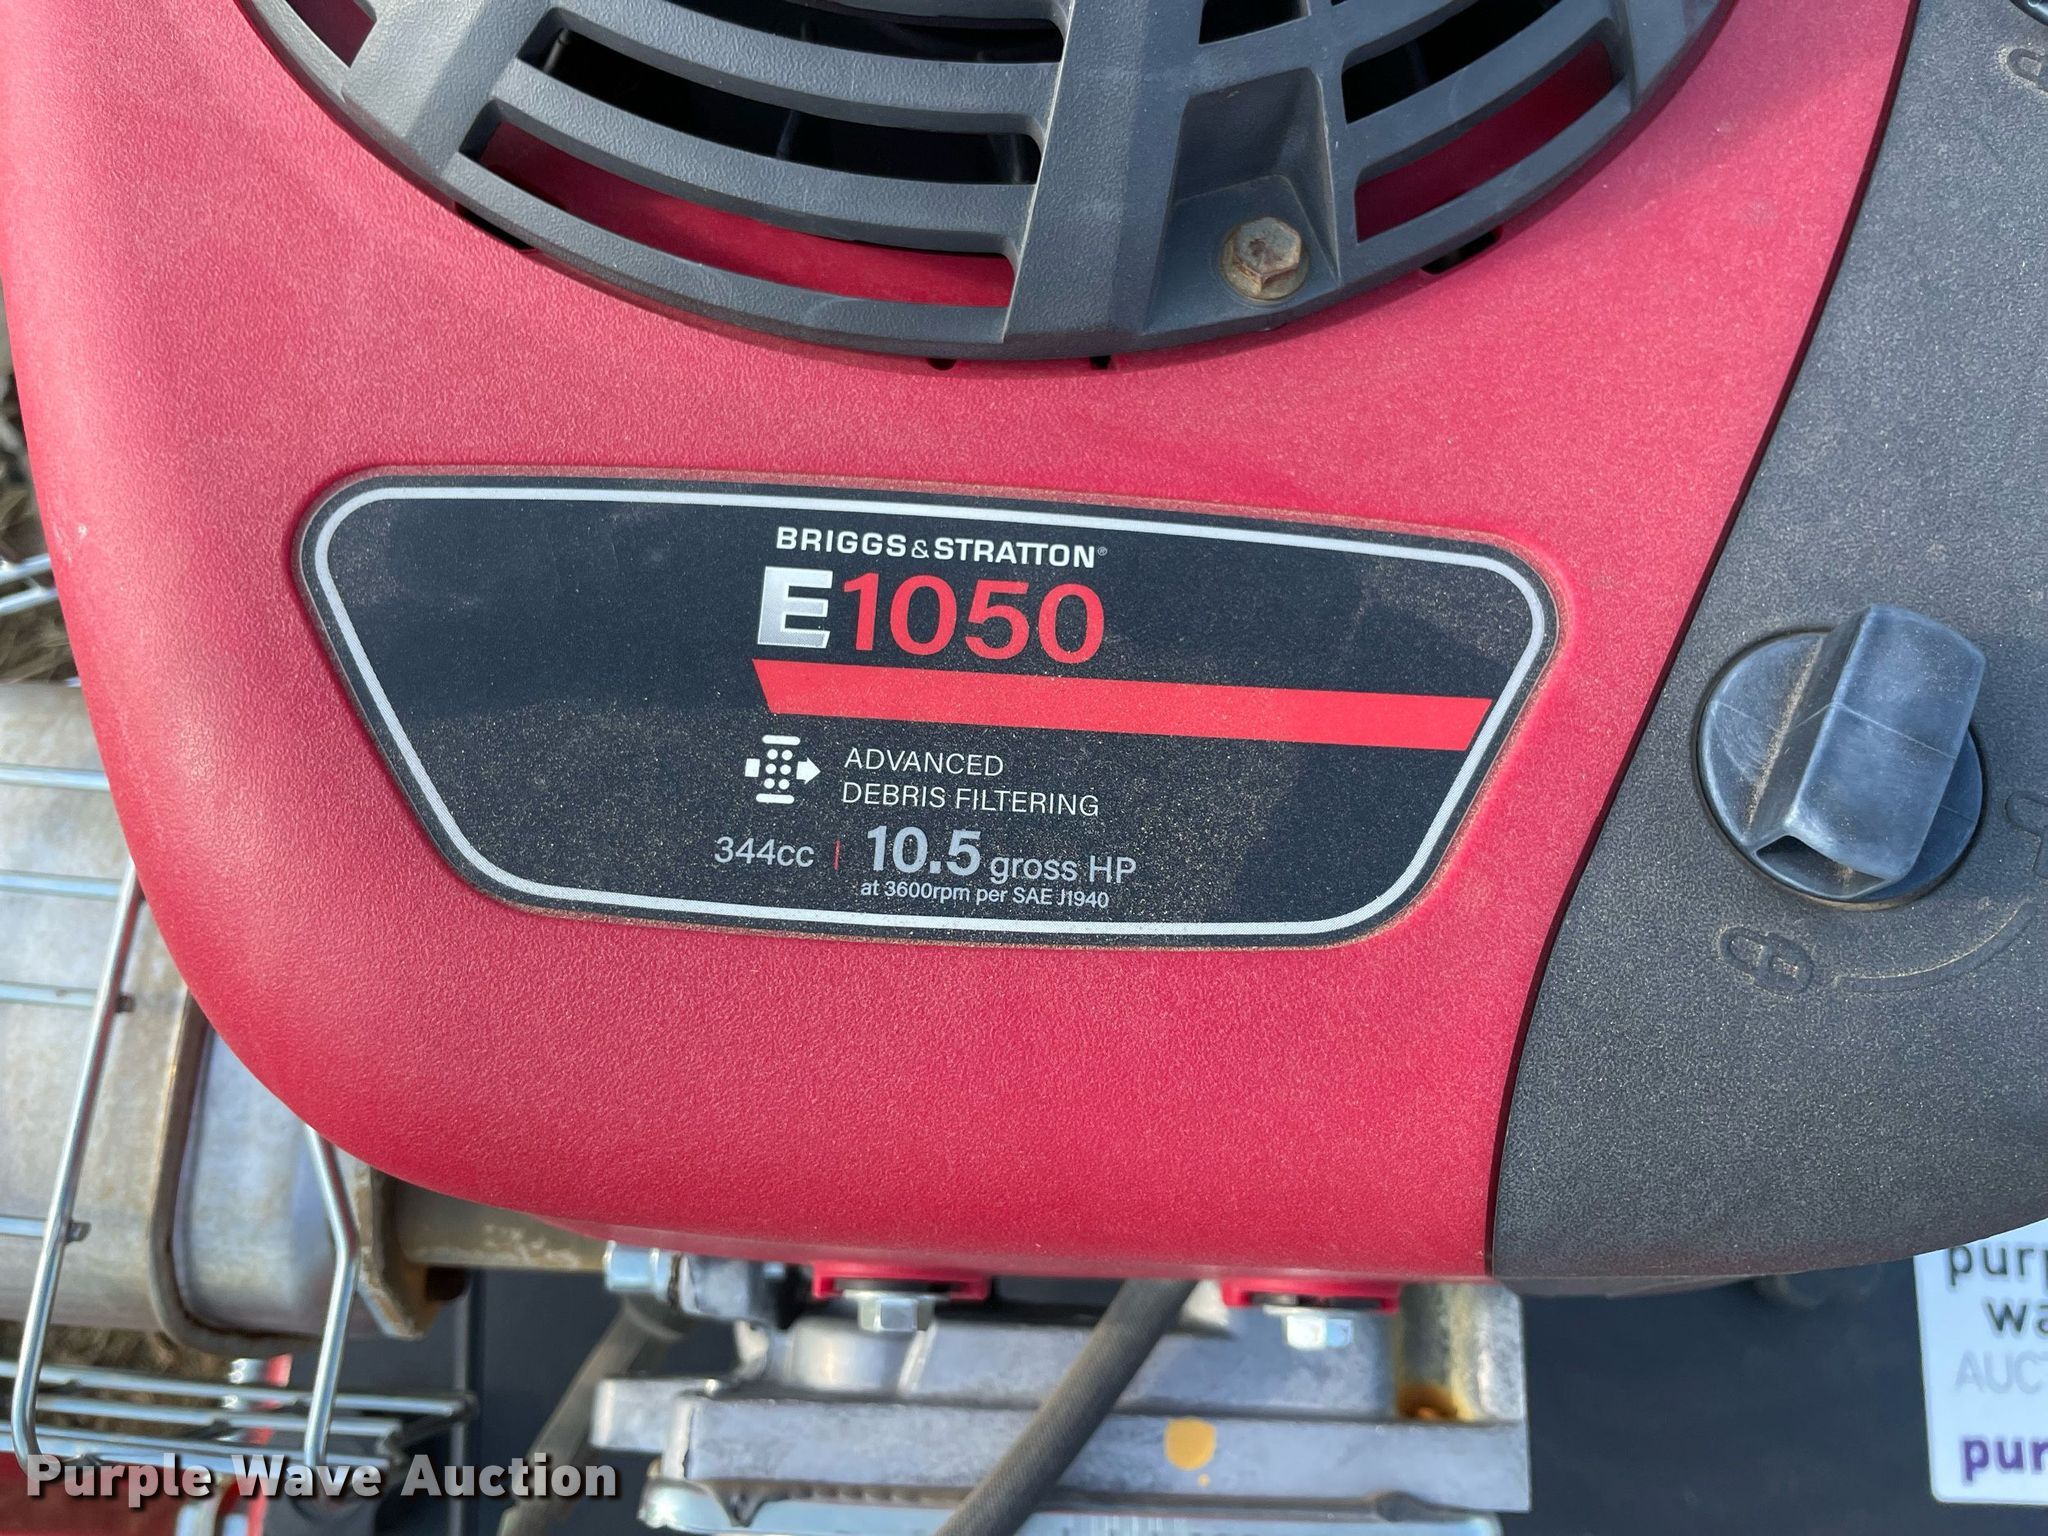 BRIGGS & STRATTON®
E1050
ADVANCED
DEBRIS FILTERING
344cc | 10.5 gross HP
at 3600rpm per SAE J1940
Purple Wave Auction